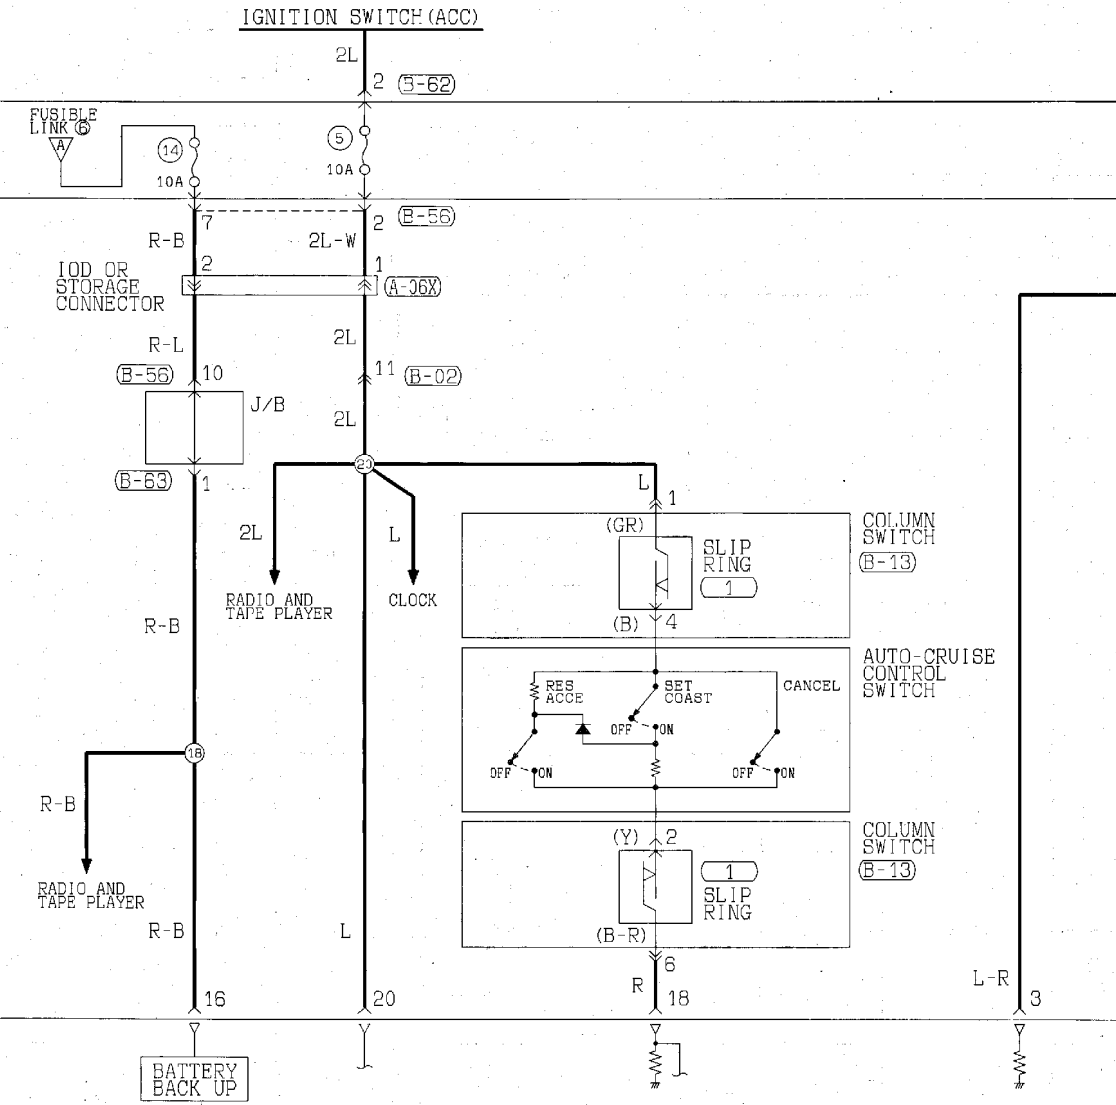 IGNITION SWITCH(ACC)
2L
2 (B-62)
FUSIBLE
LINK ⑥
A
14
10A
5
10A
7
2 (B-56)
R-B
2L-W
2
1
IOD OR
STORAGE
CONNECTOR
(A-06X)
R-L
2L
(B-56) 10
11 (B-02)
J/B
2L
(B-63) 1
20
L
1
2L
L
(GR)
SLIP
RING
1
COLUMN
SWITCH
(B-13)
RADIO AND
TAPE PLAYER
CLOCK
(B) 4
R-B
AUTO-CRUISE
CONTROL
SWITCH
RES
ACCE
SET
COAST
CANCEL
OFF ON
OFF ON
OFF ON
18
R-B
RADIO AND
TAPE PLAYER
(Y) 2
1
SLIP
RING
COLUMN
SWITCH
(B-13)
R-B
L
(B-R)
6
R
L-R
16
20
18
3
BATTERY
BACK UP